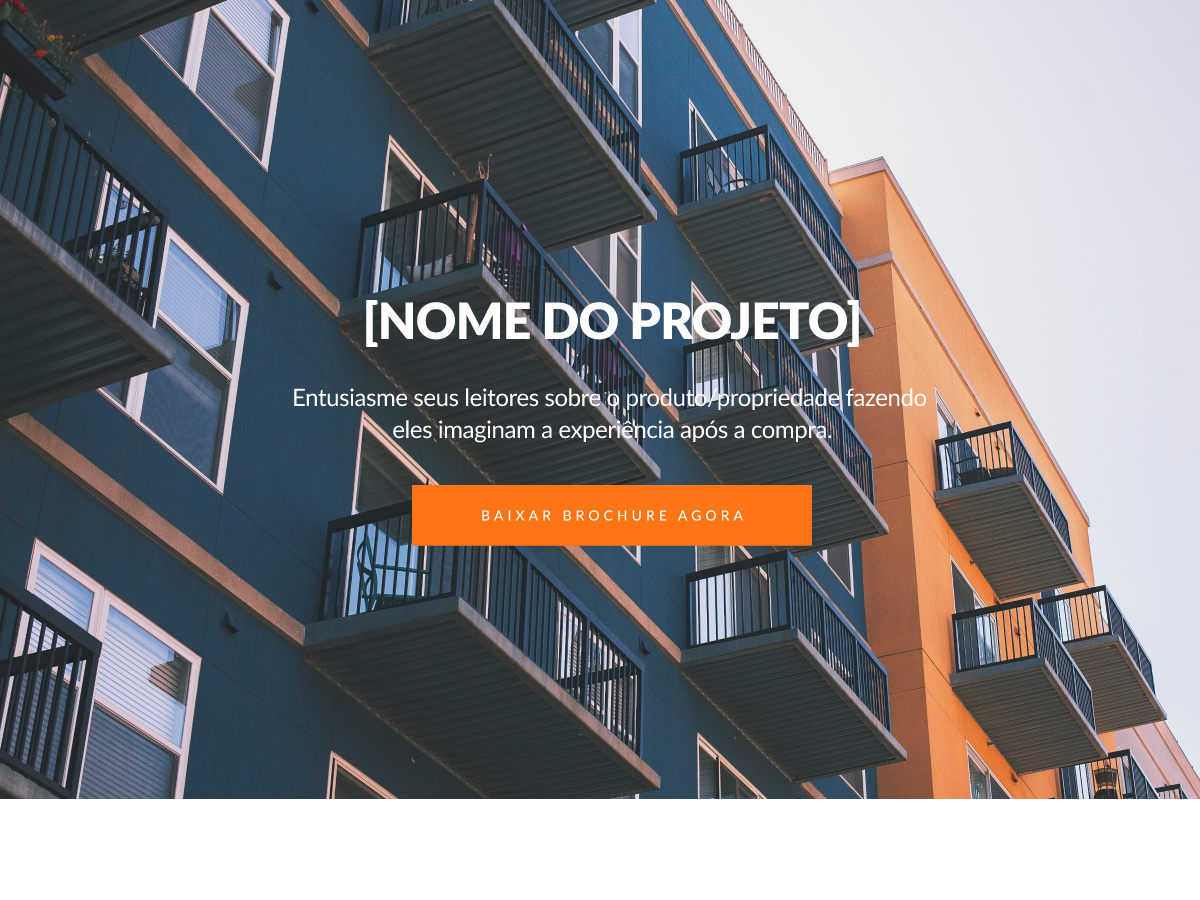 [NOME DO PROJETO]
Entusiasme seus leitores sobre o produto/propriedade fazendo
eles imaginam a experiência após a compra.
BAIXAR BROCHURE AGORA